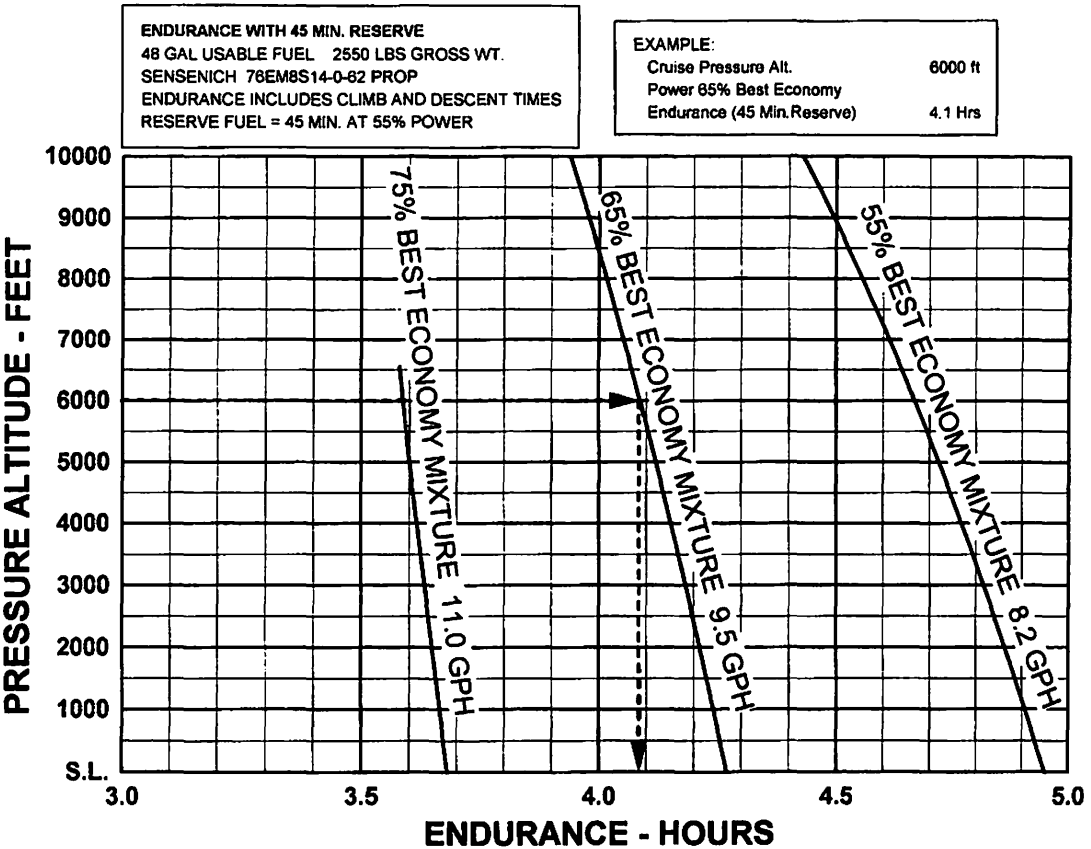 ENDURANCE WITH 45 MIN. RESERVE
48 GAL USABLE FUEL 2550 LBS GROSS WT.
SENSENICH 76EM8S14-0-62 PROP
ENDURANCE INCLUDES CLIMB AND DESCENT TIMES
RESERVE FUEL = 45 MIN. AT 55% POWER
EXAMPLE:
Cruise Pressure Alt. 6000 ft
Power 65% Best Economy
Endurance (45 Min.Reserve) 4.1 Hrs
PRESSURE ALTITUDE - FEET
10000
9000
8000
7000
6000
5000
4000
3000
2000
1000
S.L.
75% BEST ECONOMY MIXTURE 11.0 GPH
65% BEST ECONOMY MIXTURE 9.5 GPH
55% BEST ECONOMY MIXTURE 8.2 GPH
3.0 3.5 4.0 4.5 5.0
ENDURANCE - HOURS